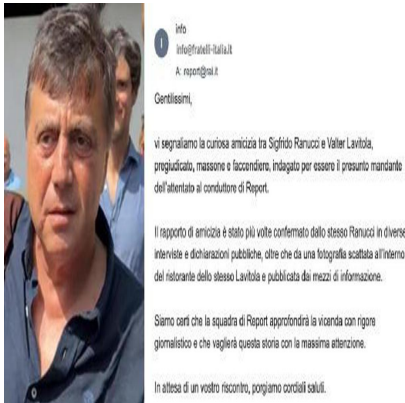 info
I
info@fratelli-italia.it
A: report@rai.it
Gentilissimi,
vi segnaliamo la curiosa amicizia tra Sigfrido Ranucci e Valter Lavitola,
pregiudicato, massone e faccendiere, indagato per essere il presunto mandante
dell'attentato al conduttore di Report.
Il rapporto di amicizia è stato più volte confermato dallo stesso Ranucci in diverse
interviste e dichiarazioni pubbliche, oltre che da una fotografia scattata all'interno
del ristorante dello stesso Lavitola e pubblicata dai mezzi di informazione.
Siamo certi che la squadra di Report approfondirà la vicenda con rigore
giornalistico e che vaglierà questa storia con la massima attenzione.
In attesa di un vostro riscontro, porgiamo cordiali saluti.